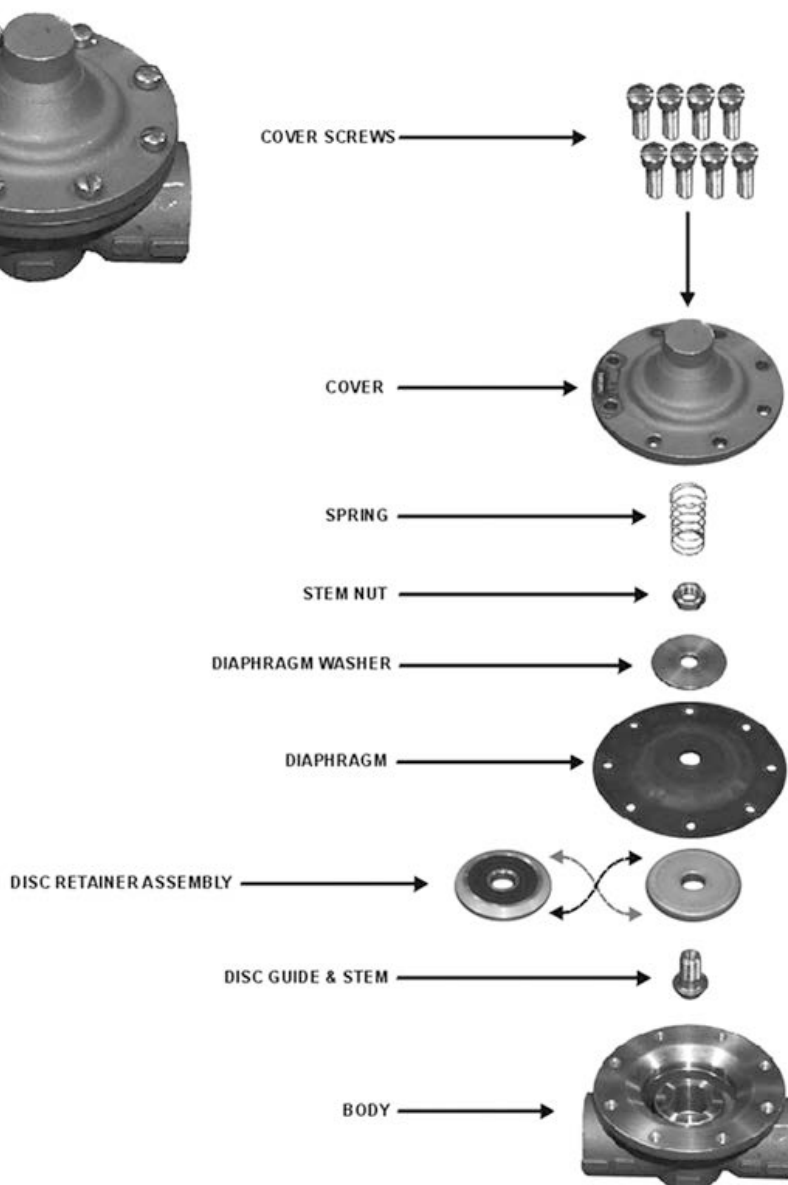 COVER SCREWS
COVER
SPRING
STEM NUT
DIAPHRAGM WASHER
DIAPHRAGM
DISC RETAINER ASSEMBLY
DISC GUIDE & STEM
BODY